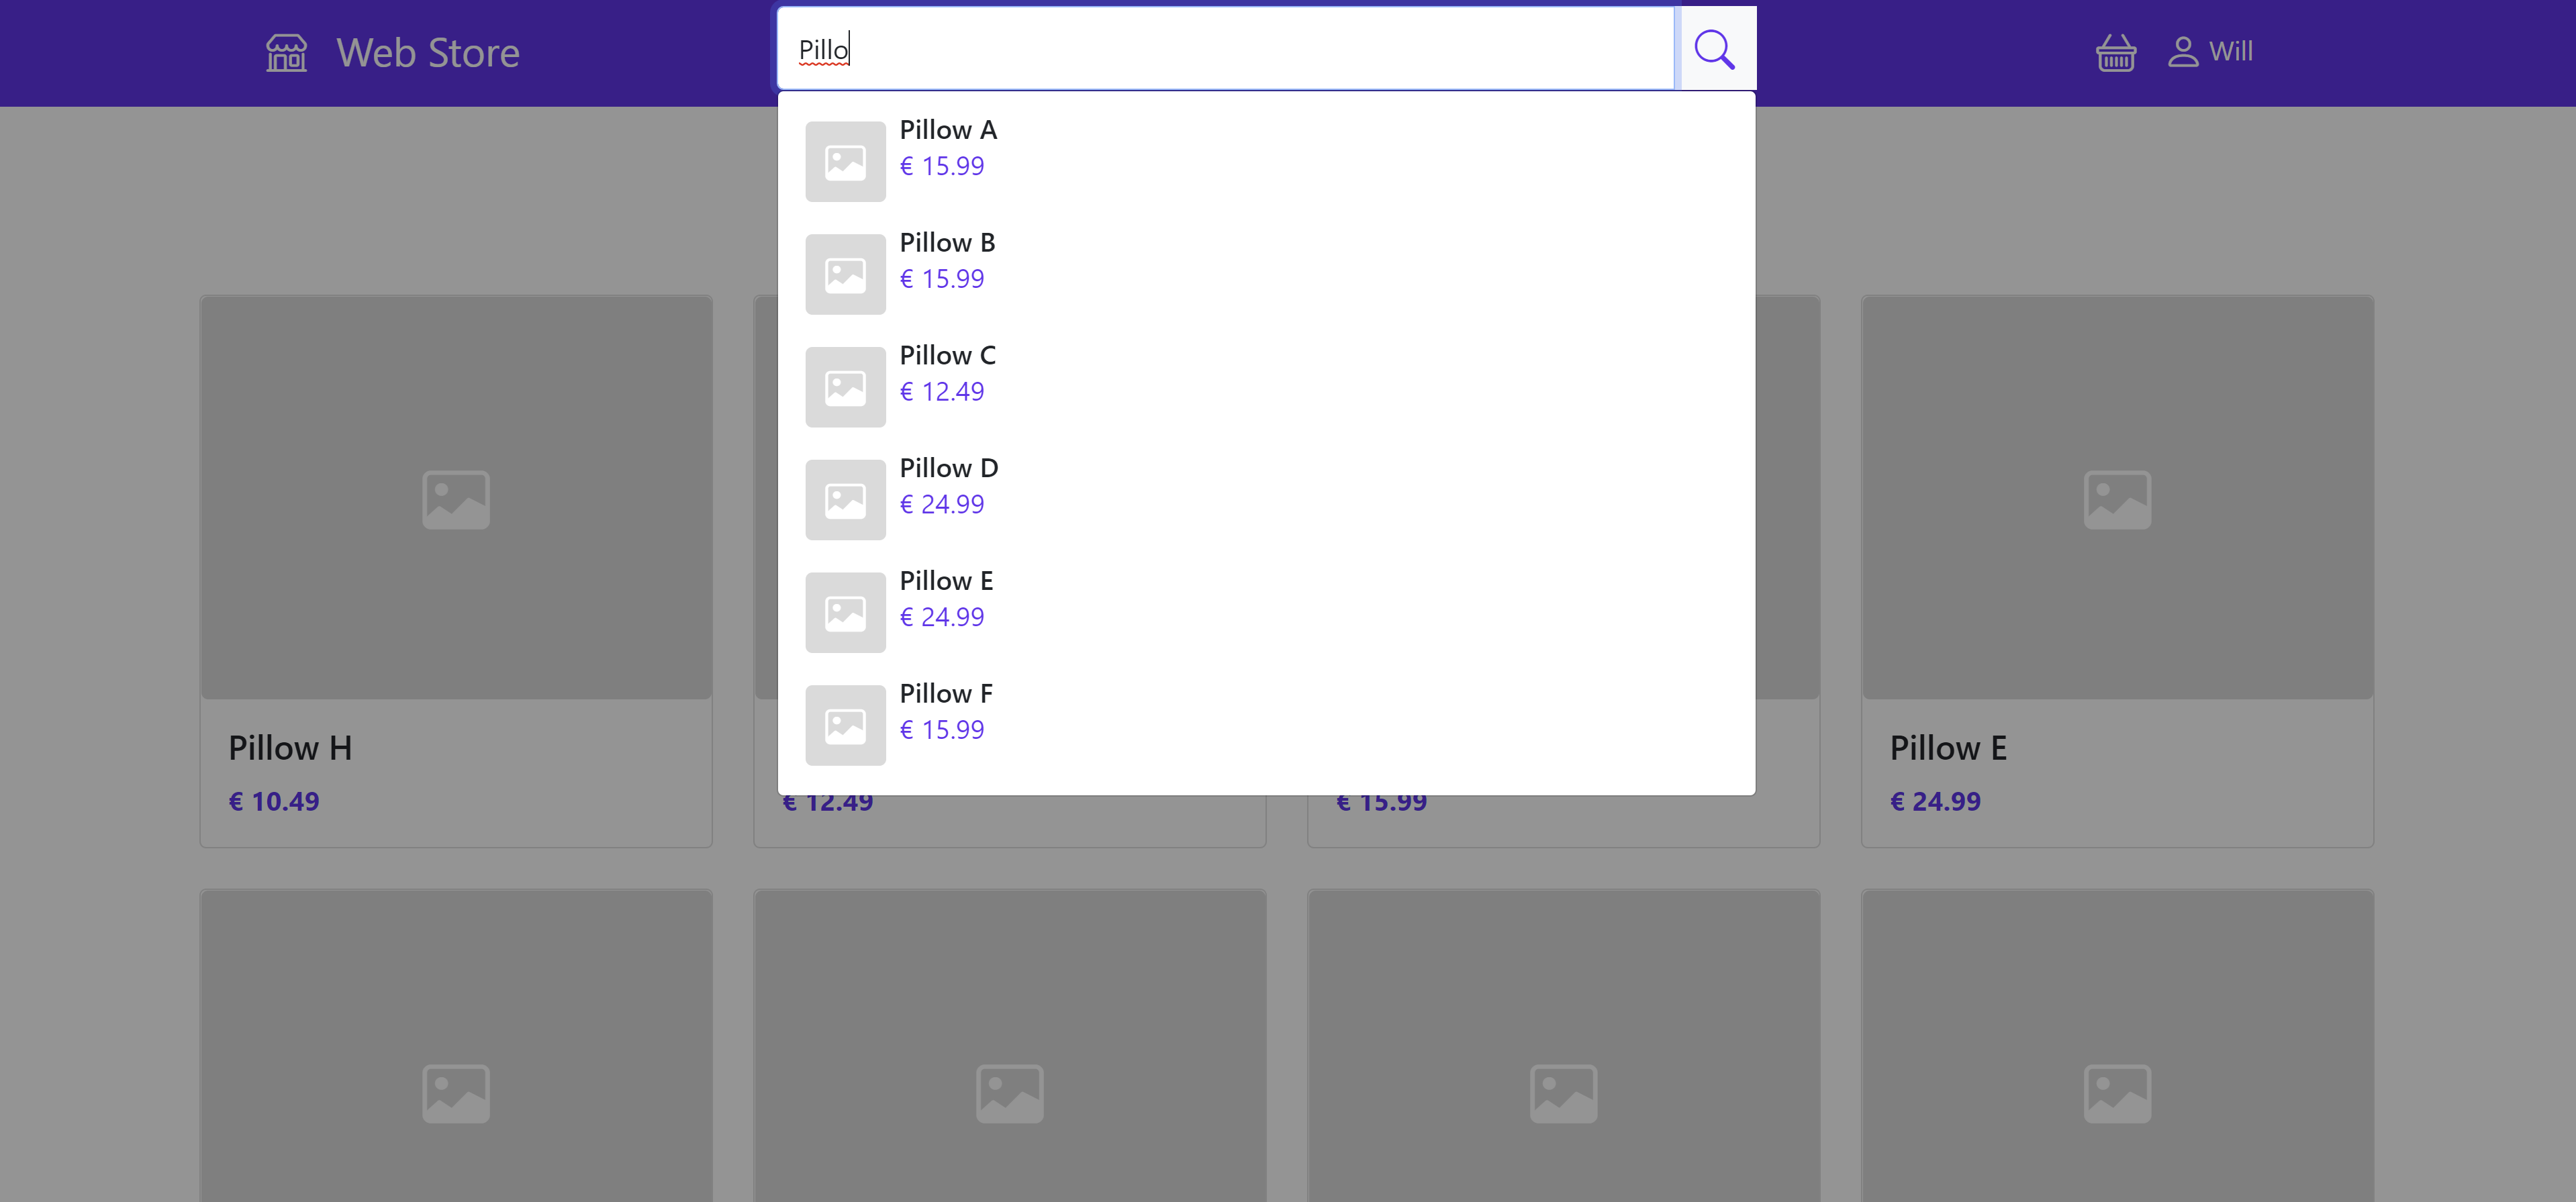 Web Store
Pillo
Will
Pillow A
€ 15.99
Pillow B
€ 15.99
Pillow C
€ 12.49
Pillow D
€ 24.99
Pillow E
€ 24.99
Pillow F
€ 15.99
Pillow H
€ 10.49
€ 12.49
€ 15.99
Pillow E
€ 24.99